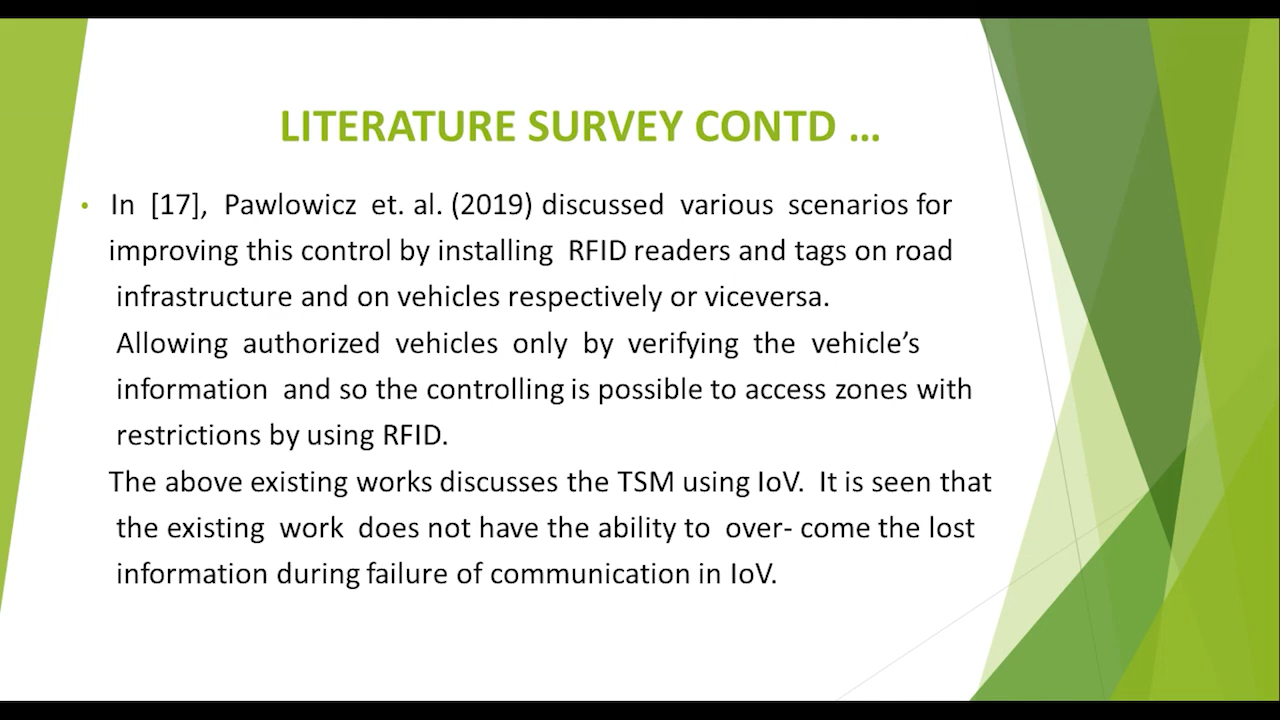 LITERATURE SURVEY CONTD ...
• In [17], Pawlowicz et. al. (2019) discussed various scenarios for
improving this control by installing RFID readers and tags on road
infrastructure and on vehicles respectively or viceversa.
Allowing authorized vehicles only by verifying the vehicle’s
information and so the controlling is possible to access zones with
restrictions by using RFID.
The above existing works discusses the TSM using IoV. It is seen that
the existing work does not have the ability to over- come the lost
information during failure of communication in IoV.